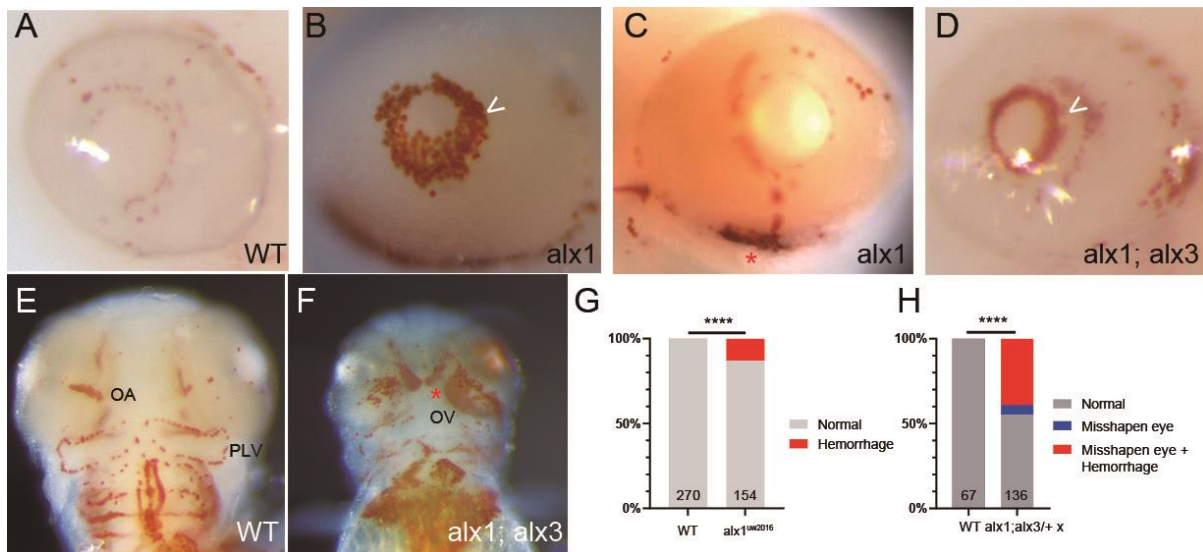 A
WT
B
alx1
C
alx1
*
D
alx1; alx3
E
OA
PLV
WT
F
*
OV
alx1; alx3
G
****
100%
50%
0%
270
154
WT
alx1ᵘʷ²⁰¹⁶
Normal
Hemorrhage
H
****
100%
50%
0%
67
136
WT alx1;alx3/+ x
Normal
Misshapen eye
Misshapen eye +
Hemorrhage